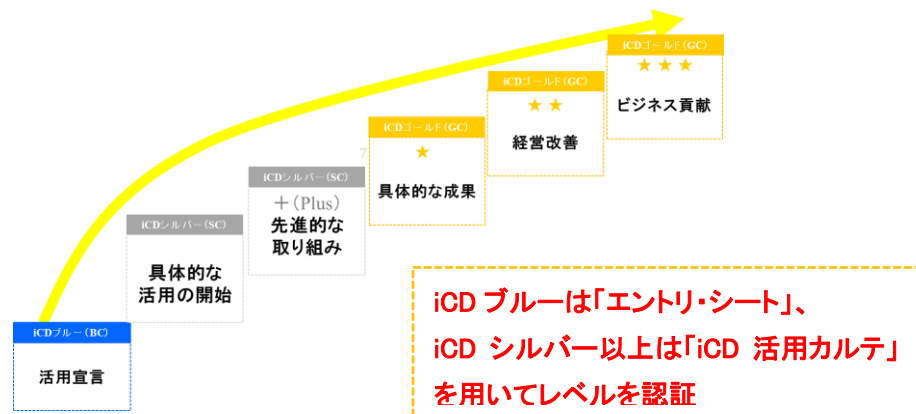 iCDゴールド(GC)
★ ★ ★
ビジネス貢献
iCDゴールド(GC)
★ ★
経営改善
iCDゴールド(GC)
★
具体的な成果
7
iCDシルバー(SC)
＋(Plus)
先進的な
取り組み
iCDシルバー(SC)
具体的な
活用の開始
iCDブルー(BC)
活用宣言
iCD ブルーは「エントリ・シート」、
iCD シルバー以上は「iCD 活用カルテ」
を用いてレベルを認証